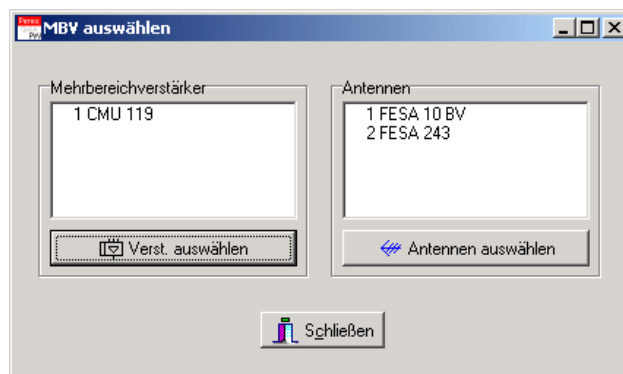 MBV auswählen
Mehrbereichverstärker
1 CMU 119
Verst. auswählen
Antennen
1 FESA 10 BV
2 FESA 243
Antennen auswählen
Schließen